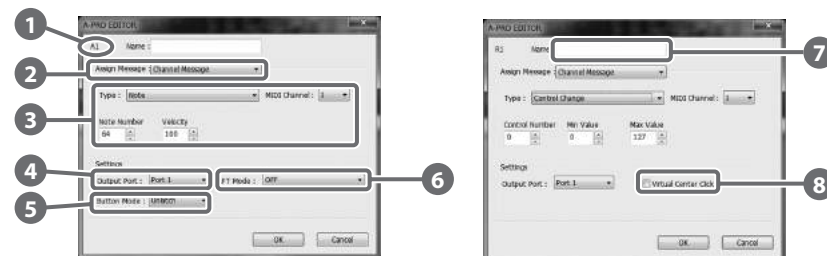 A-PRO EDITOR
1
A1 Name :
2
Assign Message : Channel Message
3
Type : Note MIDI Channel : 1
Note Number Velocity
64 100
Settings
4
Output Port : Port 1 FT Mode : OFF
6
5
Button Mode : Unlatch
OK Cancel
A-PRO EDITOR
R1 Name
7
Assign Message : Channel Message
Type : Control Change MIDI Channel : 1
Control Number Min Value Max Value
0 0 127
Settings
Output Port : Port 1 Virtual Center Click
8
OK Cancel